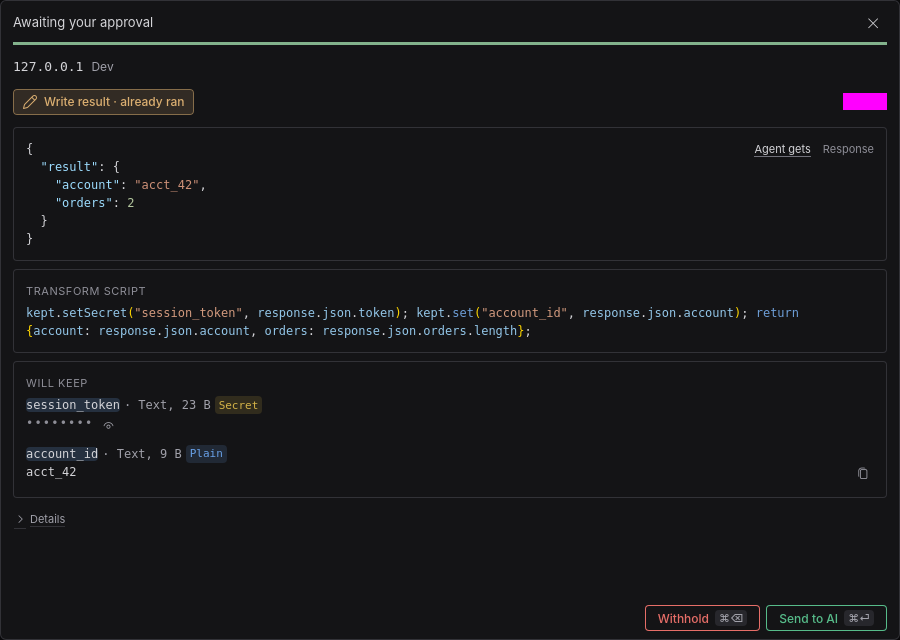 Awaiting your approval
127.0.0.1 Dev
Write result · already ran
Agent gets Response
{
  "result": {
    "account": "acct_42",
    "orders": 2
  }
}
TRANSFORM SCRIPT
kept.setSecret("session_token", response.json.token); kept.set("account_id", response.json.account); return
{account: response.json.account, orders: response.json.orders.length};
WILL KEEP
session_token · Text, 23 B Secret
••••••••
account_id · Text, 9 B Plain
acct_42
Details
Withhold ⌘⌫ Send to AI ⌘⏎